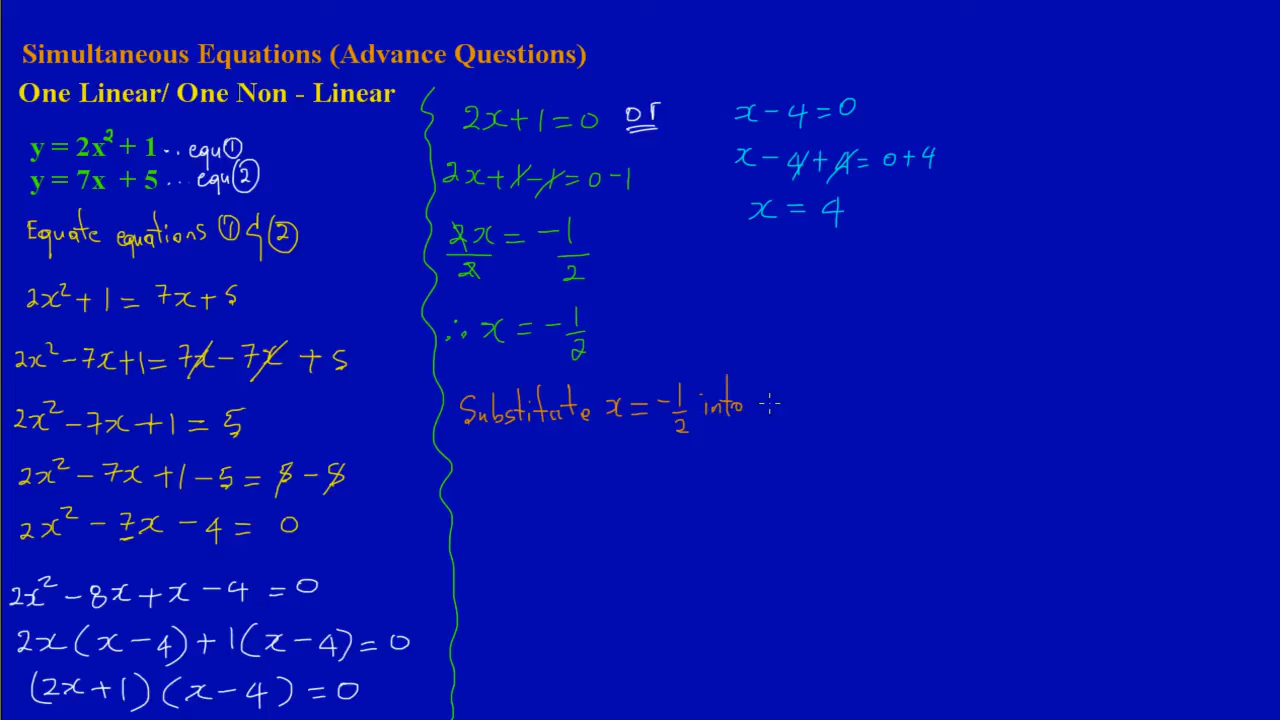 Simultaneous Equations (Advance Questions)
One Linear/ One Non - Linear
y = 2x² + 1 ... equ①
y = 7x + 5 ... equ②
Equate equations ① & ②
2x² + 1 = 7x + 5
2x² - 7x + 1 = 7x - 7x + 5
2x² - 7x + 1 = 5
2x² - 7x + 1 - 5 = 5 - 5
2x² - 7x - 4 = 0
2x² - 8x + x - 4 = 0
2x(x - 4) + 1(x - 4) = 0
(2x + 1)(x - 4) = 0
2x + 1 = 0 or
2x + 1 - 1 = 0 - 1
2x/2 = -1/2
∴ x = -1/2
x - 4 = 0
x - 4 + 4 = 0 + 4
x = 4
Substitute x = -1/2 into